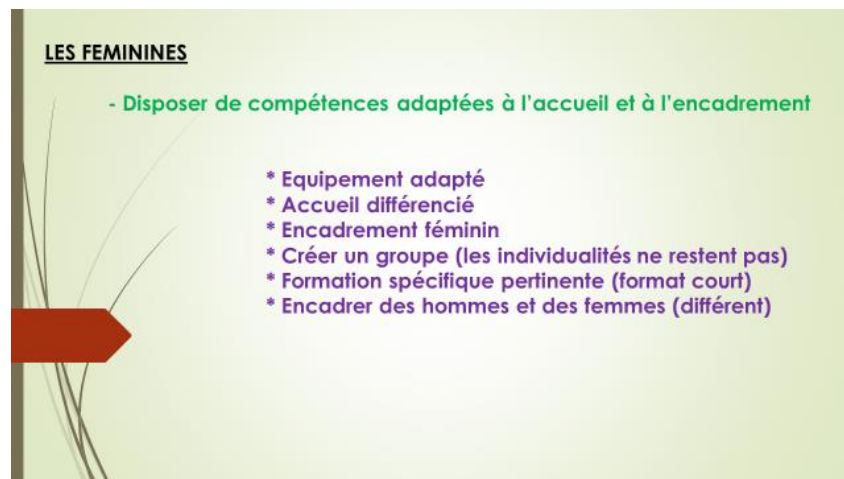 LES FEMININES
- Disposer de compétences adaptées à l'accueil et à l'encadrement
* Equipement adapté
* Accueil différencié
* Encadrement féminin
* Créer un groupe (les individualités ne restent pas)
* Formation spécifique pertinente (format court)
* Encadrer des hommes et des femmes (différent)